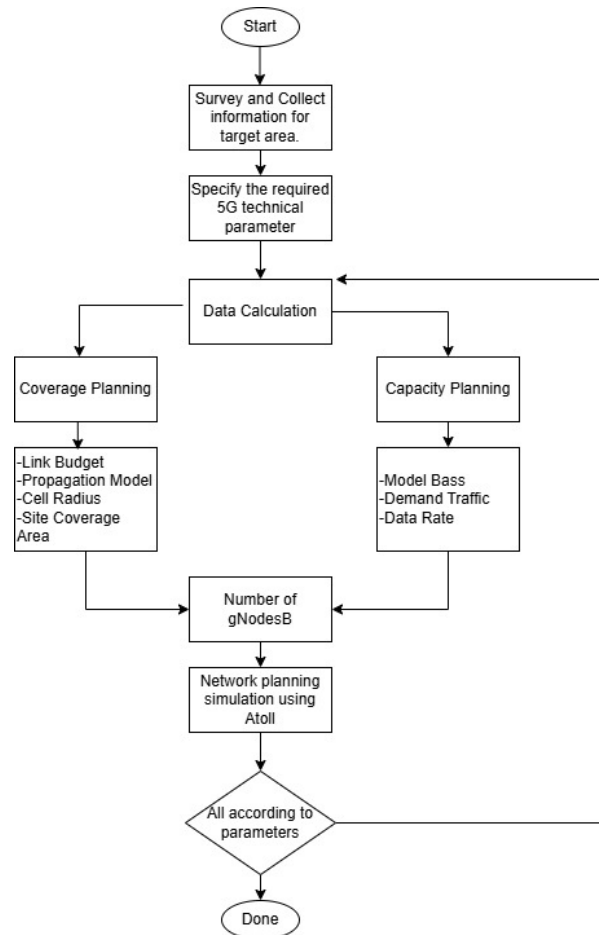 Start
Survey and Collect
information for
target area.
Specify the required
5G technical
parameter
Data Calculation
Coverage Planning
Capacity Planning
-Link Budget
-Propagation Model
-Cell Radius
-Site Coverage
Area
-Model Bass
-Demand Traffic
-Data Rate
Number of
gNodesB
Network planning
simulation using
Atoll
All according to
parameters
Done